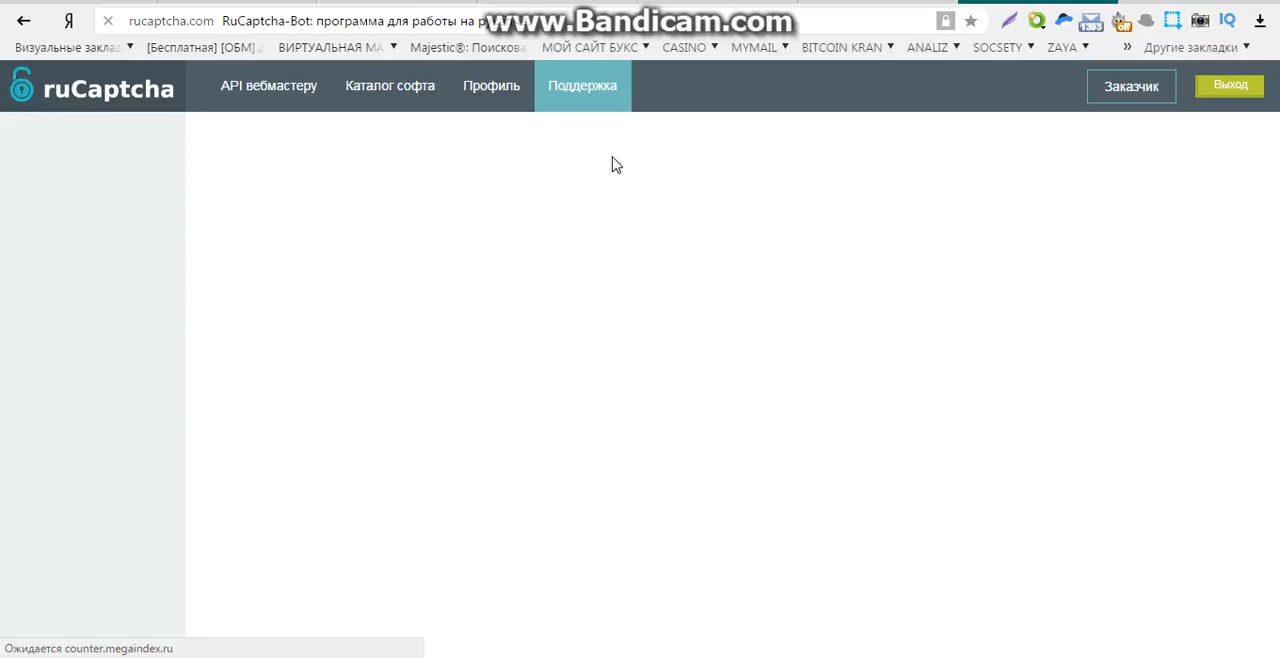 www.Bandicam.com
Я rucaptcha.com RuCaptcha-Bot: программа для работы на
Визуальные заклад [Бесплатная] [ОБМ] ВИРТУАЛЬНАЯ МА Majestic®: Поискова МОЙ САЙТ БУКС CASINO MYMAIL BITCOIN KRAN ANALIZ SOCSETY ZAYA » Другие закладки
ruCaptcha API вебмастеру Каталог софта Профиль Поддержка Заказчик Выход
Ожидается counter.megaindex.ru